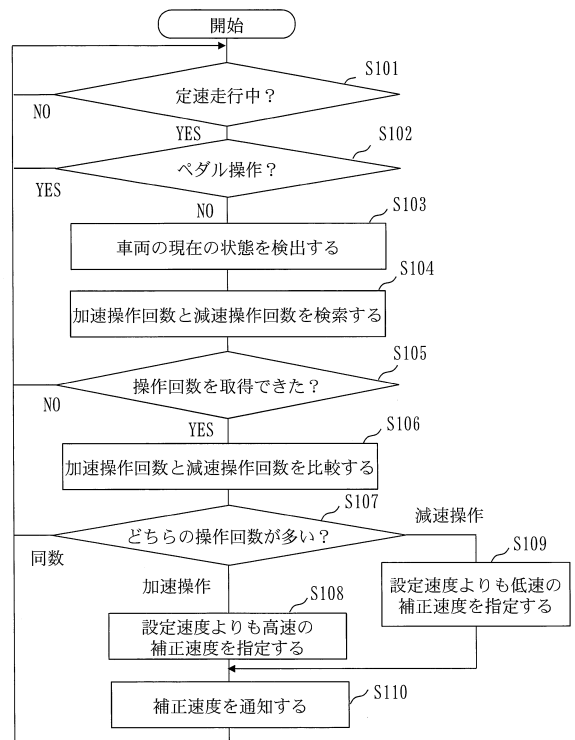 開始
S101
定速走行中？
NO
YES
S102
ペダル操作？
YES
NO
S103
車両の現在の状態を検出する
S104
加速操作回数と減速操作回数を検索する
S105
操作回数を取得できた？
NO
YES
S106
加速操作回数と減速操作回数を比較する
S107
どちらの操作回数が多い？
減速操作
同数
加速操作
S109
設定速度よりも低速の
補正速度を指定する
S108
設定速度よりも高速の
補正速度を指定する
S110
補正速度を通知する